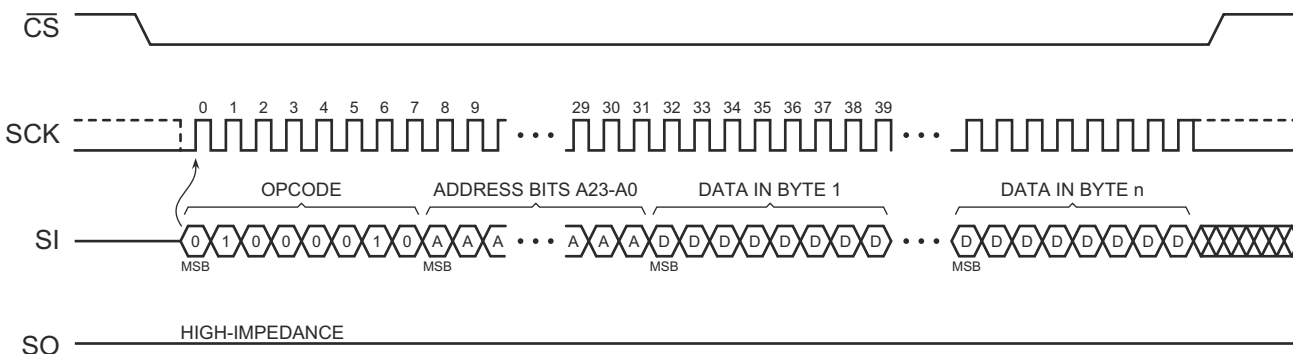 CS
0 1 2 3 4 5 6 7 8 9 29 30 31 32 33 34 35 36 37 38 39
SCK
OPCODE ADDRESS BITS A23-A0 DATA IN BYTE 1 DATA IN BYTE n
SI 0 1 0 0 0 0 1 0 A A A A A A D D D D D D D D D D D D D D D D
MSB MSB MSB MSB
HIGH-IMPEDANCE
SO